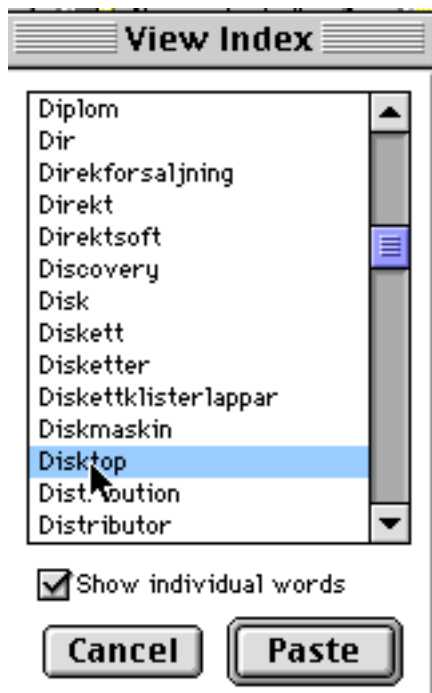 View Index
Diplom
Dir
Direkforsaljning
Direkt
Direktsoft
Discovery
Disk
Diskett
Disketter
Diskettklisterlappar
Diskmaskin
Disktop
Distribution
Distributor
Show individual words
Cancel
Paste